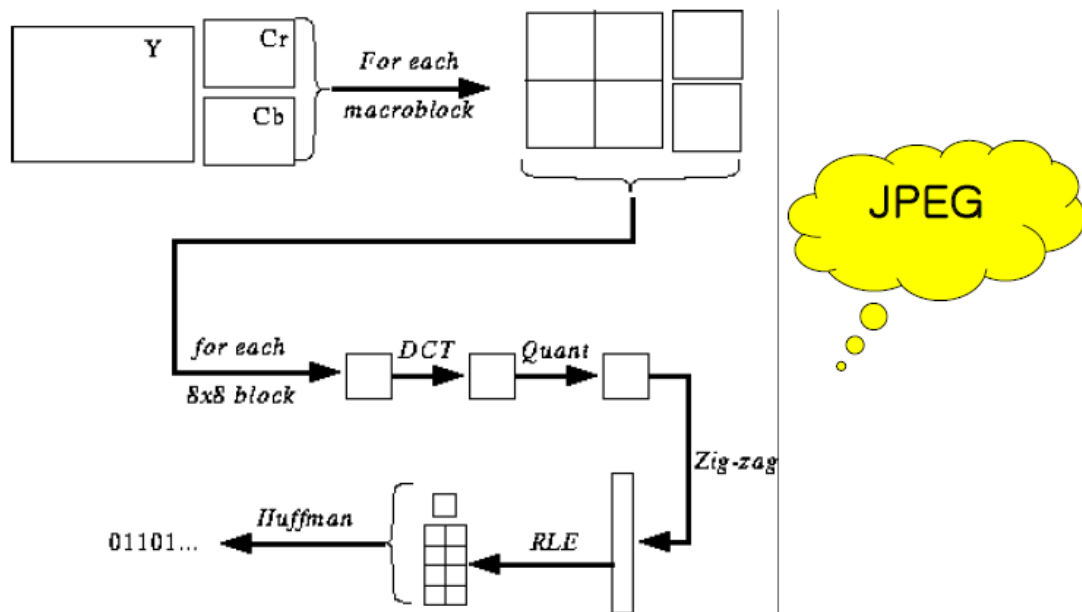 Y
Cr
Cb
For each
macroblock
JPEG
for each
8x8 block
DCT
Quant
Zig-zag
RLE
Huffman
01101...